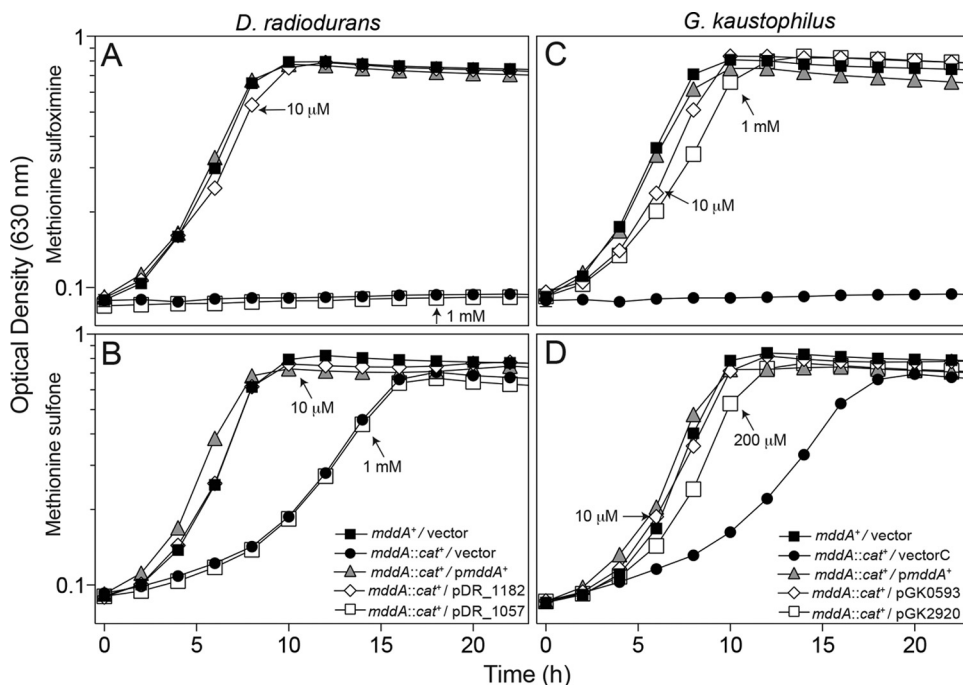 D. radiodurans
G. kaustophilus
Optical Density (630 nm)
Methionine sulfoximine
Methionine sulfone
A
1
0.1
10 µM
1 mM
C
1 mM
10 µM
B
1
0.1
0 5 10 15 20
10 µM
1 mM
mddA+ / vector
mddA::cat+ / vector
mddA::cat+ / pmddA+
mddA::cat+ / pDR_1182
mddA::cat+ / pDR_1057
D
0 5 10 15 20
200 µM
10 µM
mddA+ / vector
mddA::cat+ / vectorC
mddA::cat+ / pmddA+
mddA::cat+ / pGK0593
mddA::cat+ / pGK2920
Time (h)